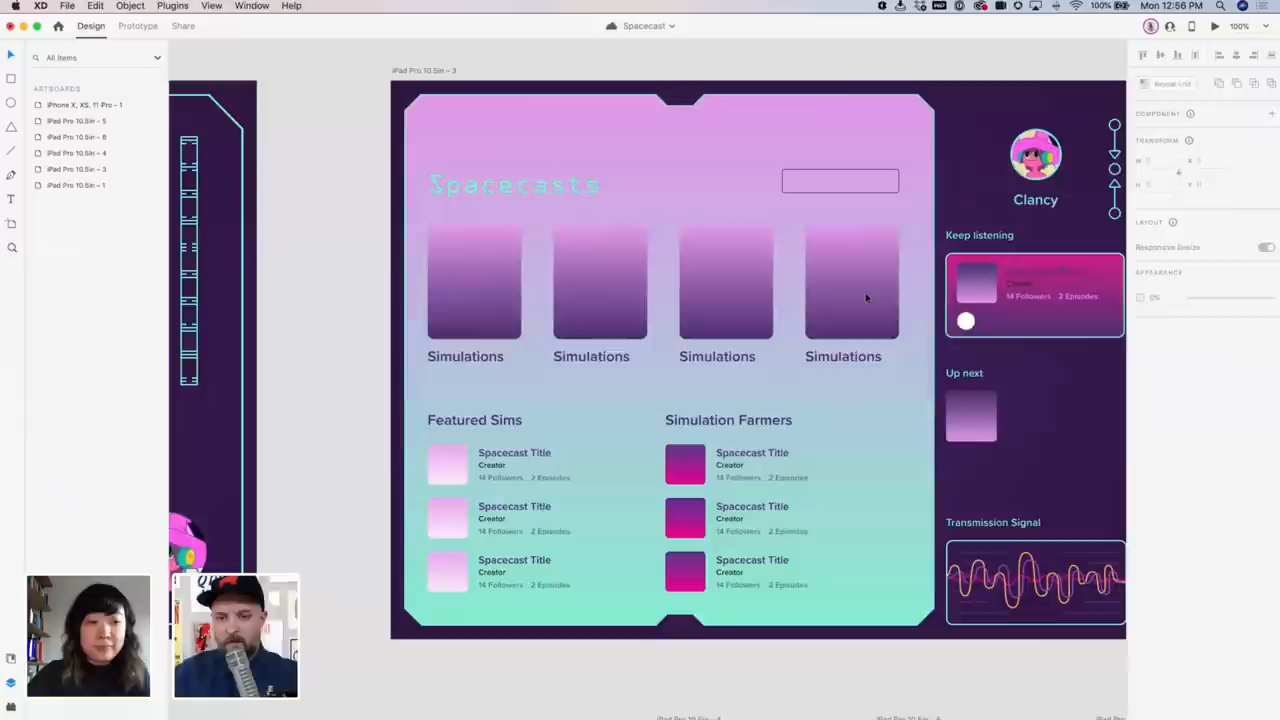 XD File Edit Object Plugins View Window Help
100% Mon 12:56 PM
Design Prototype Share
Spacecast
100%
All Items
ARTBOARDS
iPhone X, XS, 11 Pro – 1
iPad Pro 10.5in – 5
iPad Pro 10.5in – 6
iPad Pro 10.5in – 4
iPad Pro 10.5in – 3
iPad Pro 10.5in – 1
iPad Pro 10.5in – 3
Spacecasts
Simulations Simulations Simulations Simulations
Featured Sims
Spacecast Title
Creator
14 Followers 2 Episodes
Spacecast Title
Creator
14 Followers 2 Episodes
Spacecast Title
Creator
14 Followers 2 Episodes
Simulation Farmers
Spacecast Title
Creator
14 Followers 2 Episodes
Spacecast Title
Creator
14 Followers 2 Episodes
Spacecast Title
Creator
14 Followers 2 Episodes
Clancy
Keep listening
Creator
14 Followers 2 Episodes
Up next
Transmission Signal
Repeat Grid
COMPONENT
TRANSFORM
W X
H Y
LAYOUT
Responsive Resize
APPEARANCE
0%